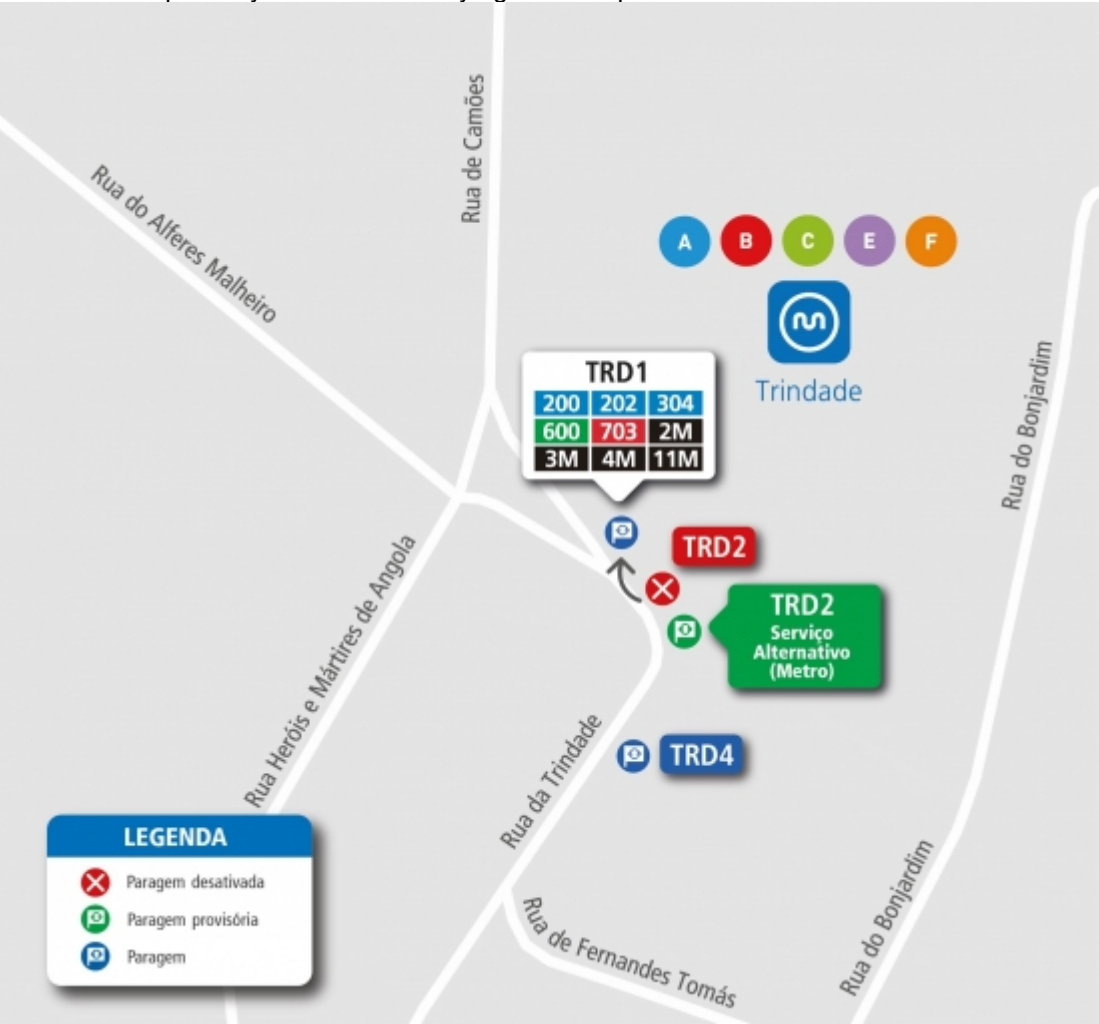 Rua de Camões
Rua do Alferes Malheiro
A B C E F
Trindade
TRD1
200 202 304
600 703 2M
3M 4M 11M
Rua do Bonjardim
TRD2
TRD2
Serviço
Alternativo
(Metro)
Rua Heróis e Mártires de Angola
TRD4
Rua da Trindade
LEGENDA
Paragem desativada
Paragem provisória
Paragem
Rua de Fernandes Tomás
Rua do Bonjardim